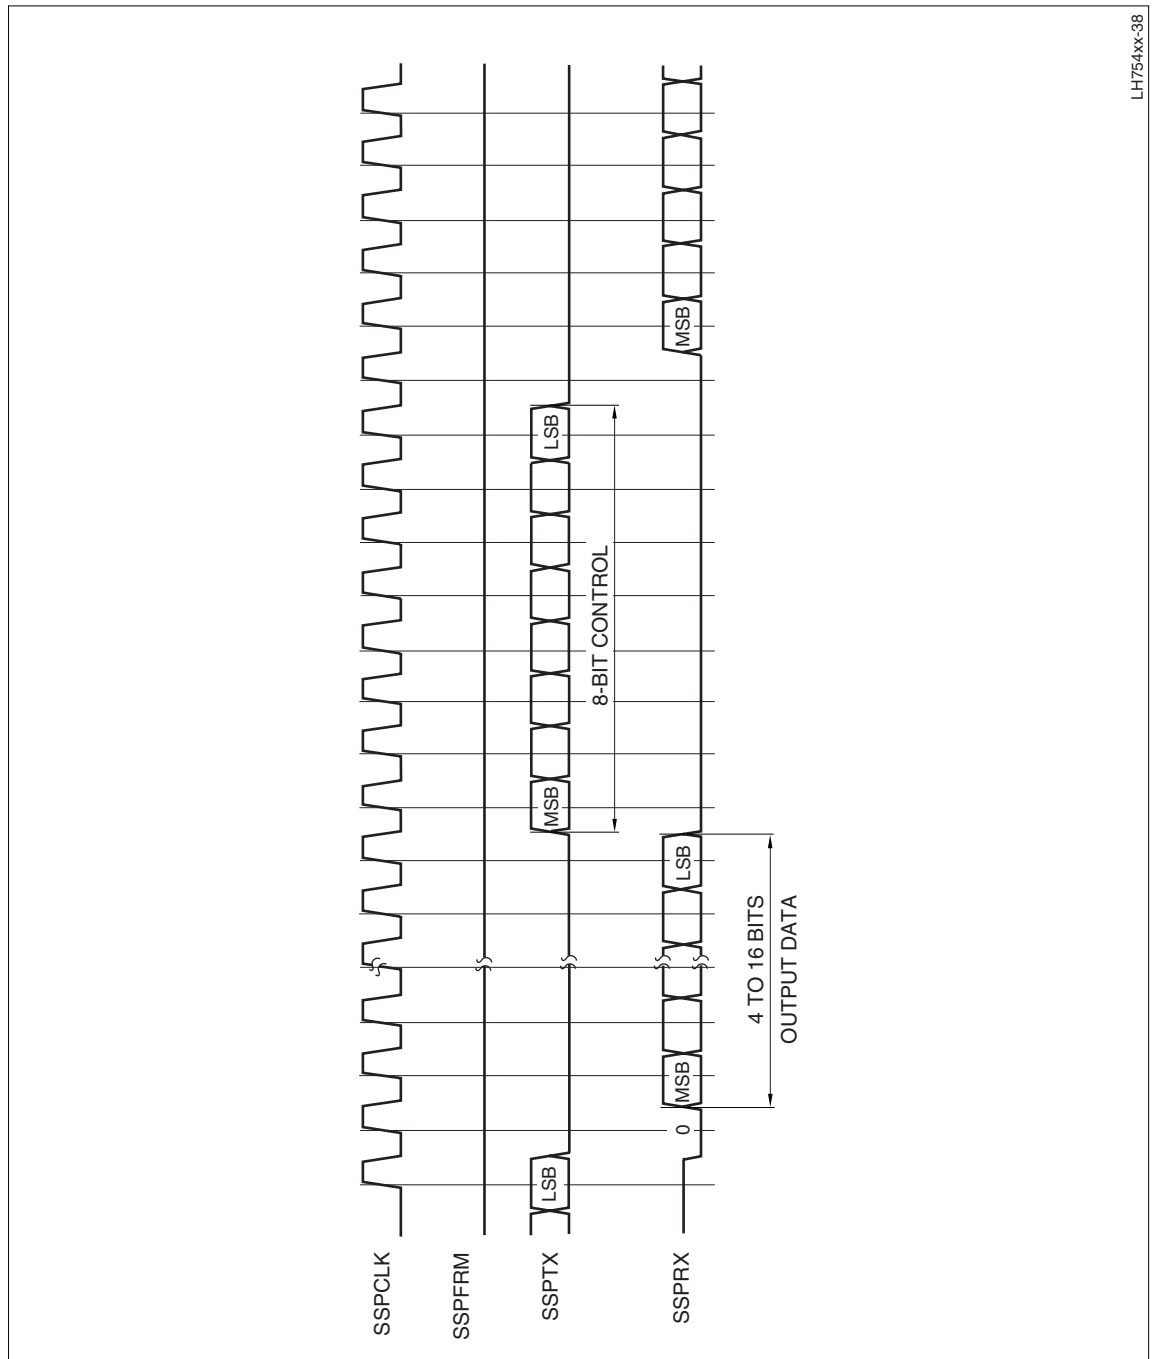 LH754xx-38
SSPCLK
SSPFRM
SSPTX
LSB
MSB
LSB
8-BIT CONTROL
SSPRX
0
MSB
LSB
MSB
4 TO 16 BITS
OUTPUT DATA